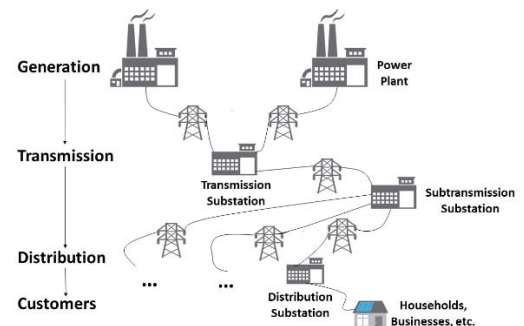 Generation
Power
Plant
Transmission
Transmission
Substation
Subtransmission
Substation
Distribution
...
...
Customers
Distribution
Substation
Households,
Businesses, etc.